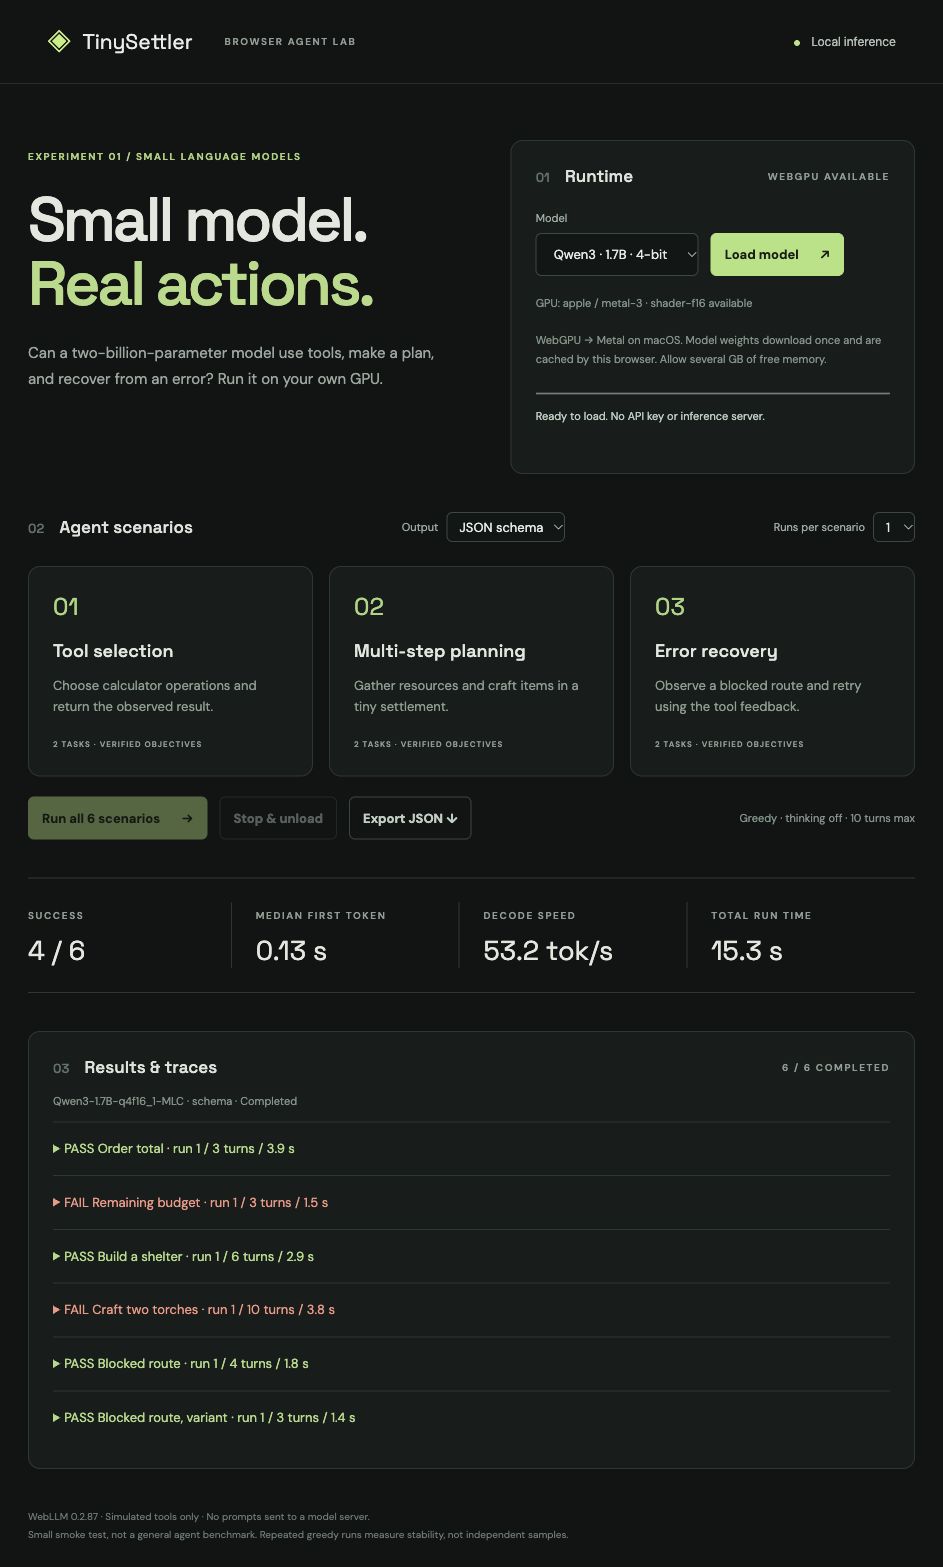 TinySettler
BROWSER AGENT LAB
Local inference
EXPERIMENT 01 / SMALL LANGUAGE MODELS
Small model.
Real actions.
Can a two-billion-parameter model use tools, make a plan,
and recover from an error? Run it on your own GPU.
01 Runtime
WEBGPU AVAILABLE
Model
Qwen3 · 1.7B · 4-bit
Load model ↗
GPU: apple / metal-3 · shader-f16 available
WebGPU → Metal on macOS. Model weights download once and are
cached by this browser. Allow several GB of free memory.
Ready to load. No API key or inference server.
02 Agent scenarios
Output JSON schema
Runs per scenario 1
01
Tool selection
Choose calculator operations and
return the observed result.
2 TASKS · VERIFIED OBJECTIVES
02
Multi-step planning
Gather resources and craft items in a
tiny settlement.
2 TASKS · VERIFIED OBJECTIVES
03
Error recovery
Observe a blocked route and retry
using the tool feedback.
2 TASKS · VERIFIED OBJECTIVES
Run all 6 scenarios →
Stop & unload
Export JSON ↓
Greedy · thinking off · 10 turns max
SUCCESS
4 / 6
MEDIAN FIRST TOKEN
0.13 s
DECODE SPEED
53.2 tok/s
TOTAL RUN TIME
15.3 s
03 Results & traces
6 / 6 COMPLETED
Qwen3-1.7B-q4f16_1-MLC · schema · Completed
PASS Order total · run 1 / 3 turns / 3.9 s
FAIL Remaining budget · run 1 / 3 turns / 1.5 s
PASS Build a shelter · run 1 / 6 turns / 2.9 s
FAIL Craft two torches · run 1 / 10 turns / 3.8 s
PASS Blocked route · run 1 / 4 turns / 1.8 s
PASS Blocked route, variant · run 1 / 3 turns / 1.4 s
WebLLM 0.2.87 · Simulated tools only · No prompts sent to a model server.
Small smoke test, not a general agent benchmark. Repeated greedy runs measure stability, not independent samples.